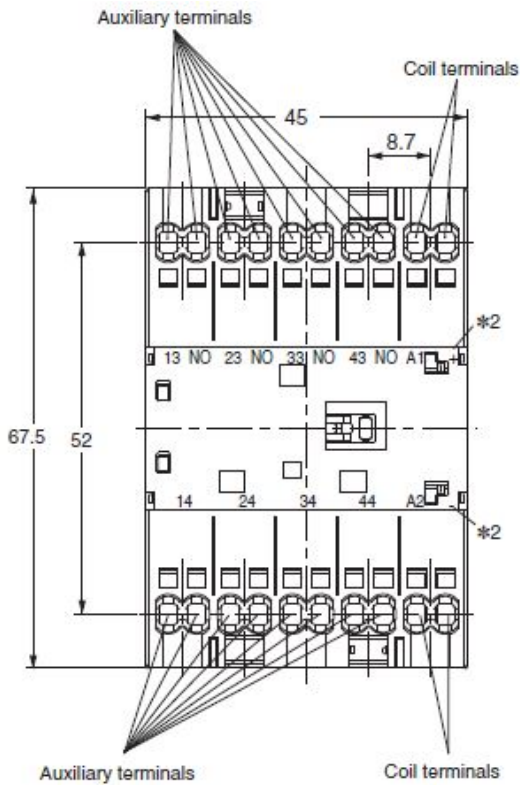 Auxiliary terminals
Coil terminals
45
8.7
*2
13 NO 23 NO 33 NO 43 NO A1 +
67.5
52
14 24 34 44 A2 -
*2
Auxiliary terminals
Coil terminals